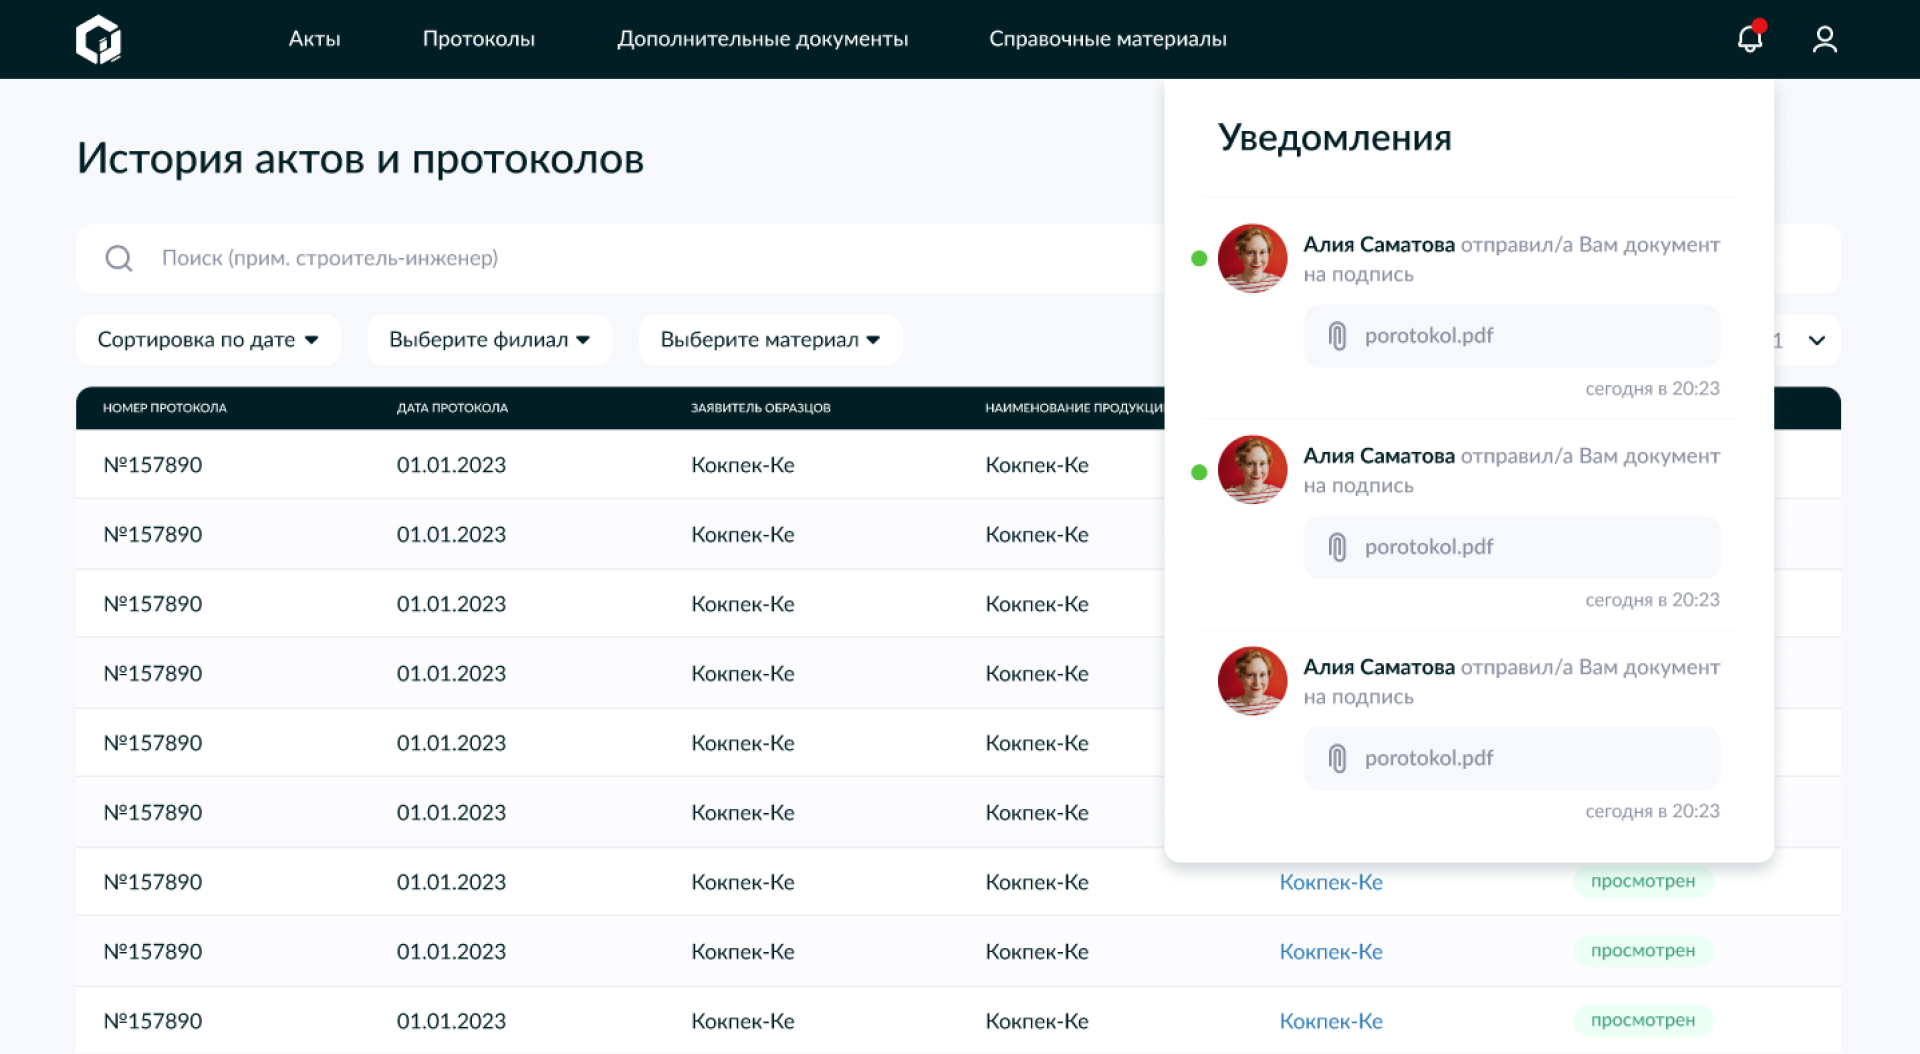 Акты Протоколы Дополнительные документы Справочные материалы
История актов и протоколов
Поиск (прим. строитель-инженер)
Сортировка по дате Выберите филиал Выберите материал
1
НОМЕР ПРОТОКОЛА ДАТА ПРОТОКОЛА ЗАЯВИТЕЛЬ ОБРАЗЦОВ НАИМЕНОВАНИЕ ПРОДУКЦИ
№157890 01.01.2023 Кокпек-Ке Кокпек-Ке
№157890 01.01.2023 Кокпек-Ке Кокпек-Ке
№157890 01.01.2023 Кокпек-Ке Кокпек-Ке
№157890 01.01.2023 Кокпек-Ке Кокпек-Ке
№157890 01.01.2023 Кокпек-Ке Кокпек-Ке
№157890 01.01.2023 Кокпек-Ке Кокпек-Ке
№157890 01.01.2023 Кокпек-Ке Кокпек-Ке Кокпек-Ке просмотрен
№157890 01.01.2023 Кокпек-Ке Кокпек-Ке Кокпек-Ке просмотрен
№157890 01.01.2023 Кокпек-Ке Кокпек-Ке Кокпек-Ке просмотрен
Уведомления
Алия Саматова отправил/а Вам документ
на подпись
porotokol.pdf
сегодня в 20:23
Алия Саматова отправил/а Вам документ
на подпись
porotokol.pdf
сегодня в 20:23
Алия Саматова отправил/а Вам документ
на подпись
porotokol.pdf
сегодня в 20:23